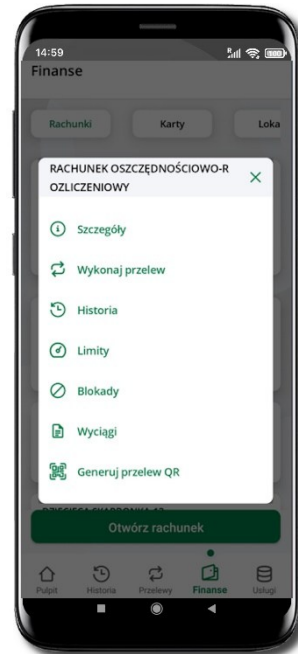 14:59
Finanse
Rachunki Karty Loka
RACHUNEK OSZCZĘDNOŚCIOWO-R
OZLICZENIOWY
Szczegóły
Wykonaj przelew
Historia
Limity
Blokady
Wyciągi
Generuj przelew QR
Otwórz rachunek
Pulpit Historia Przelewy Finanse Usługi